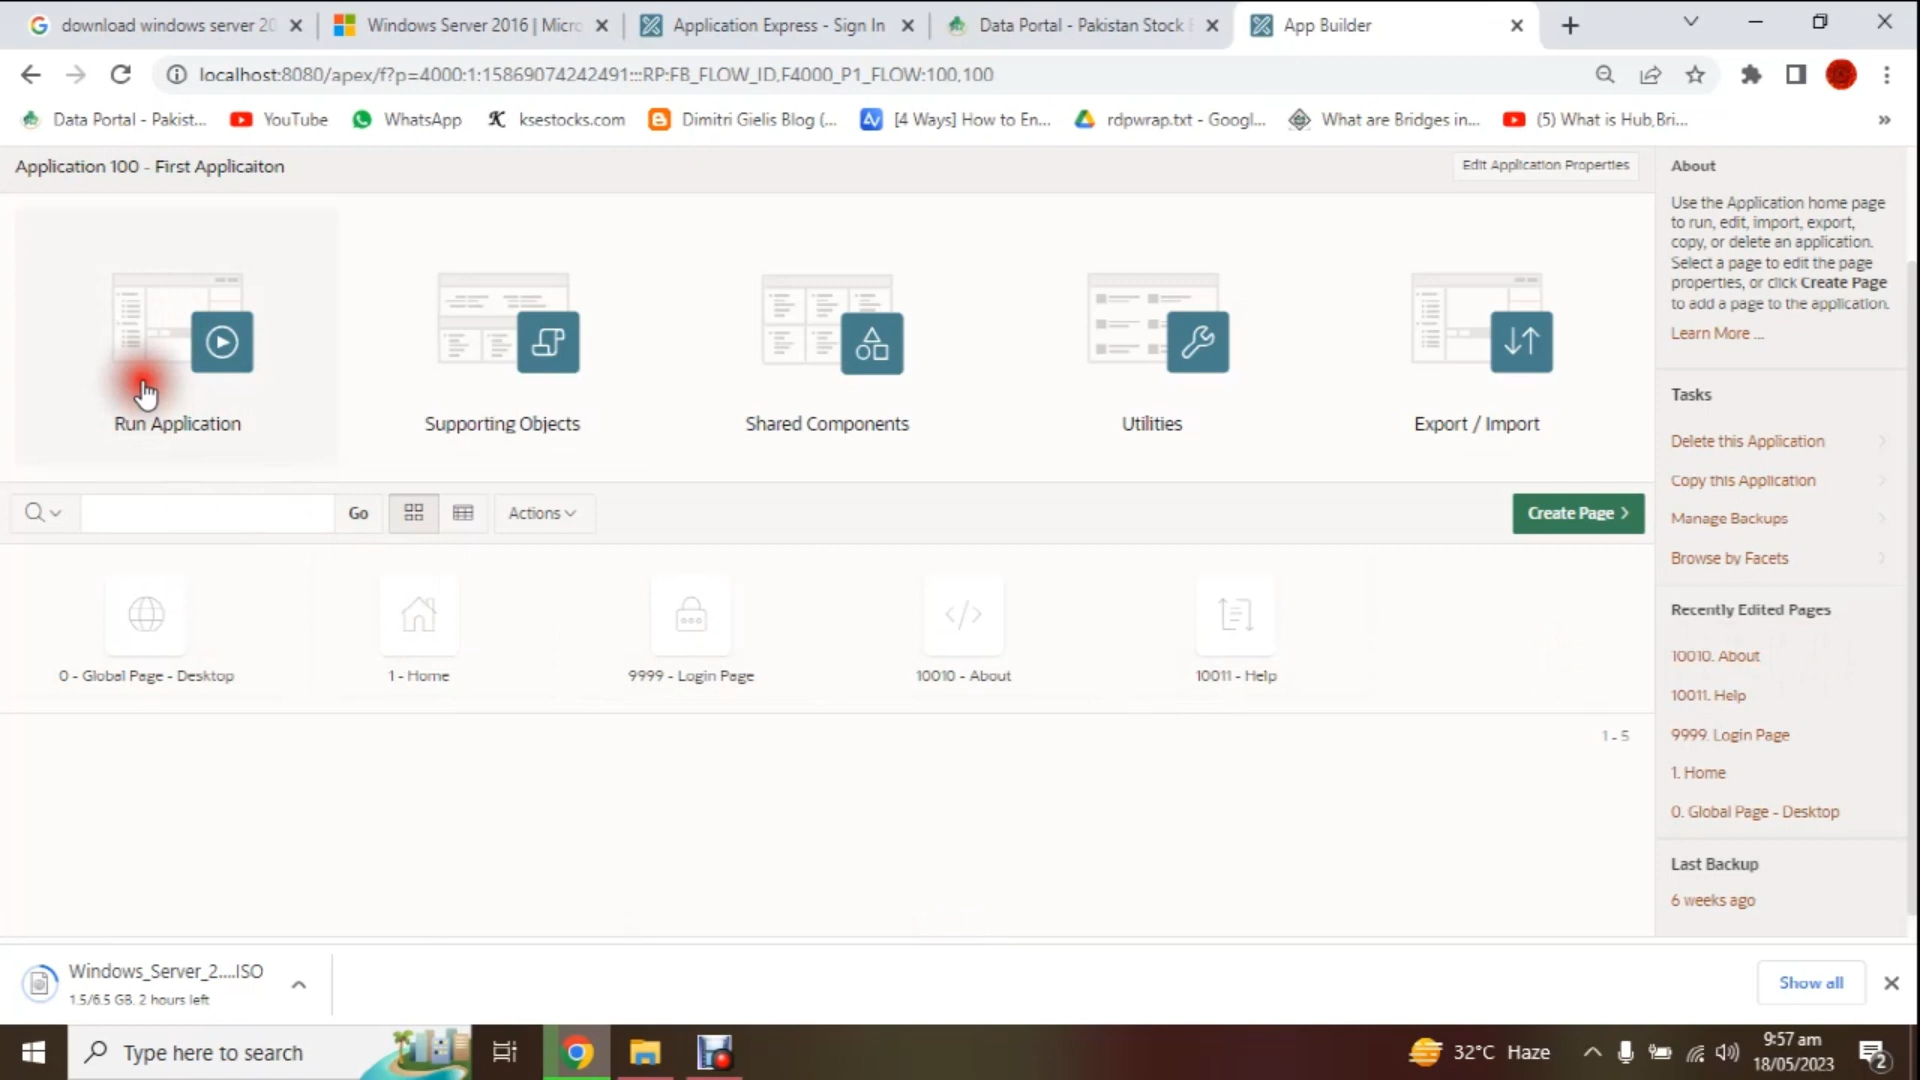 download windows server 20
Windows Server 2016 | Micro
Application Express - Sign In
Data Portal - Pakistan Stock E
App Builder
localhost:8080/apex/f?p=4000:1:15869074242491:::RP:FB_FLOW_ID,F4000_P1_FLOW:100,100
Data Portal - Pakist...
YouTube
WhatsApp
ksestocks.com
Dimitri Gielis Blog (...
[4 Ways] How to En...
rdpwrap.txt - Googl...
What are Bridges in...
(5) What is Hub,Bri...
»
Application 100 - First Applicaiton
Edit Application Properties
Run Application
Supporting Objects
Shared Components
Utilities
Export / Import
Go
Actions
Create Page >
0 - Global Page - Desktop
1 - Home
9999 - Login Page
10010 - About
10011 - Help
1 - 5
About
Use the Application home page
to run, edit, import, export,
copy, or delete an application.
Select a page to edit the page
properties, or click Create Page
to add a page to the application.
Learn More ...
Tasks
Delete this Application
Copy this Application
Manage Backups
Browse by Facets
Recently Edited Pages
10010. About
10011. Help
9999. Login Page
1. Home
0. Global Page - Desktop
Last Backup
6 weeks ago
Windows_Server_2....ISO
1.5/6.5 GB, 2 hours left
Show all
Type here to search
32°C Haze
9:57 am
18/05/2023
2